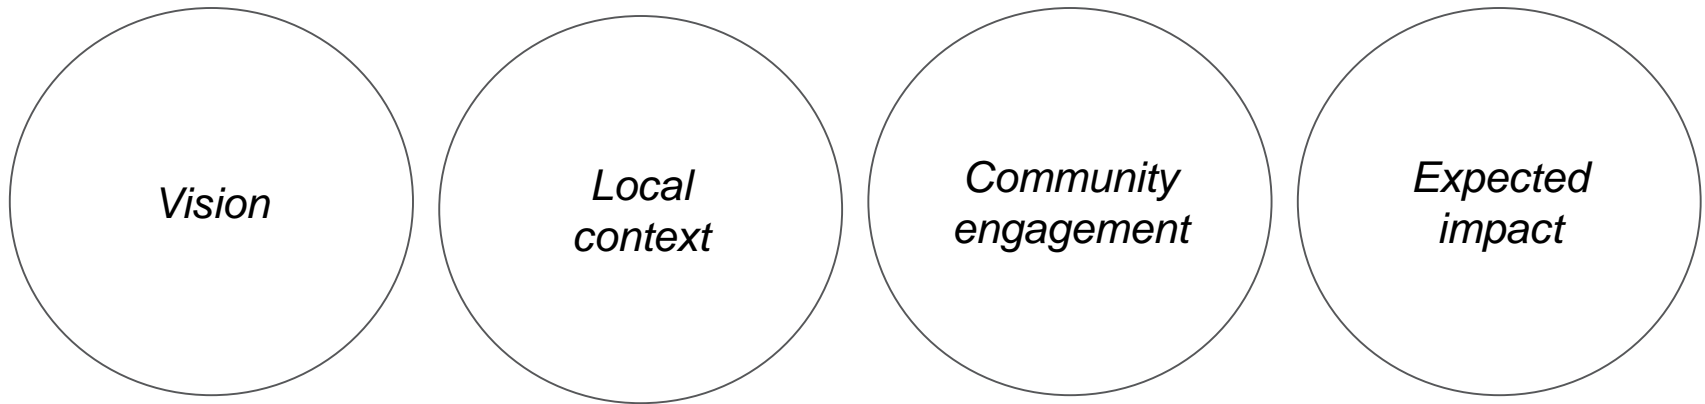 Vision
Local
context
Community
engagement
Expected
impact